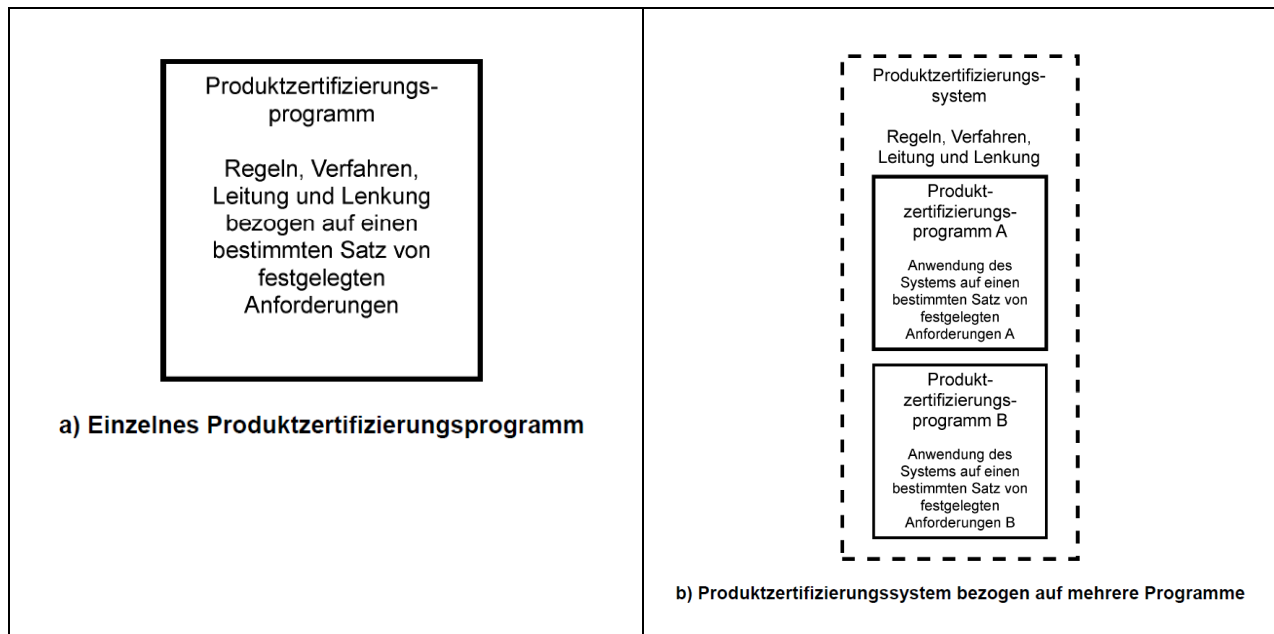 Produktzertifizierungs-
programm
Regeln, Verfahren,
Leitung und Lenkung
bezogen auf einen
bestimmten Satz von
festgelegten
Anforderungen
a) Einzelnes Produktzertifizierungsprogramm
Produktzertifizierungs-
system
Regeln, Verfahren,
Leitung und Lenkung
Produkt-
zertifizierungs-
programm A
Anwendung des
Systems auf einen
bestimmten Satz von
festgelegten
Anforderungen A
Produkt-
zertifizierungs-
programm B
Anwendung des
Systems auf einen
bestimmten Satz von
festgelegten
Anforderungen B
b) Produktzertifizierungssystem bezogen auf mehrere Programme